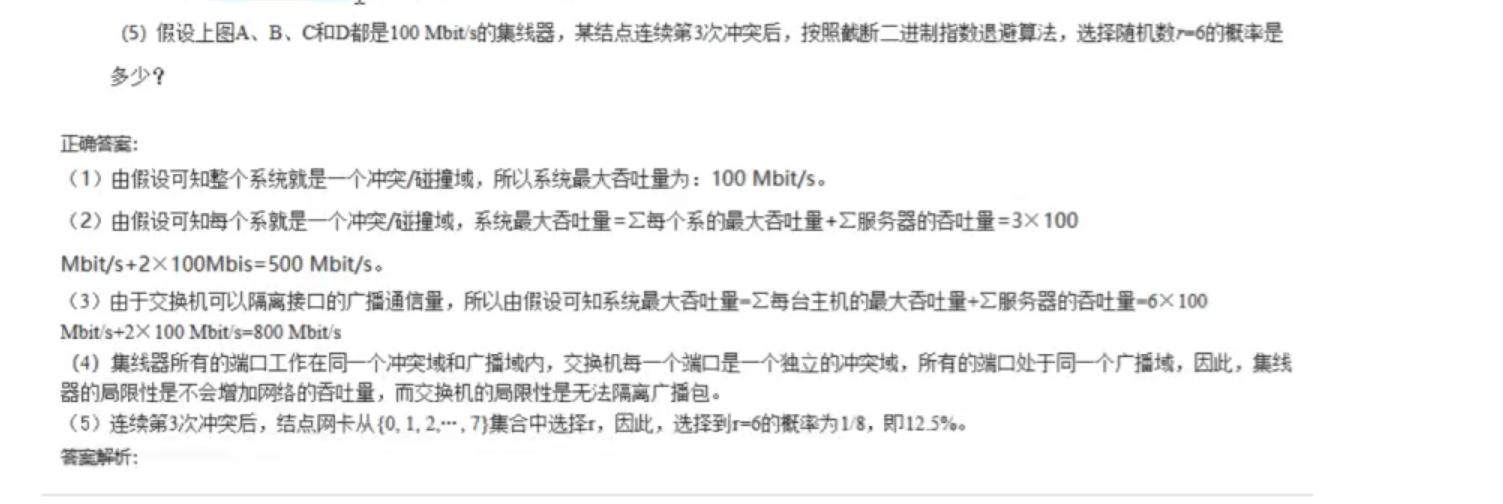 （5）假设上图A、B、C和D都是100 Mbit/s的集线器，某结点连续第3次冲突后，按照截断二进制指数退避算法，选择随机数r=6的概率是
多少？
正确答案:
（1）由假设可知整个系统就是一个冲突/碰撞域，所以系统最大吞吐量为：100 Mbit/s。
（2）由假设可知每个系就是一个冲突/碰撞域，系统最大吞吐量=∑每个系的最大吞吐量+∑服务器的吞吐量=3×100
Mbit/s+2×100Mbis=500 Mbit/s。
（3）由于交换机可以隔离接口的广播通信量，所以由假设可知系统最大吞吐量=∑每台主机的最大吞吐量+∑服务器的吞吐量=6×100
Mbit/s+2×100 Mbit/s=800 Mbit/s
（4）集线器所有的端口工作在同一个冲突域和广播域内，交换机每一个端口是一个独立的冲突域，所有的端口处于同一个广播域，因此，集线
器的局限性是不会增加网络的吞吐量，而交换机的局限性是无法隔离广播包。
（5）连续第3次冲突后，结点网卡从{0, 1, 2,…, 7}集合中选择r，因此，选择到r=6的概率为1/8，即12.5%。
答案解析: